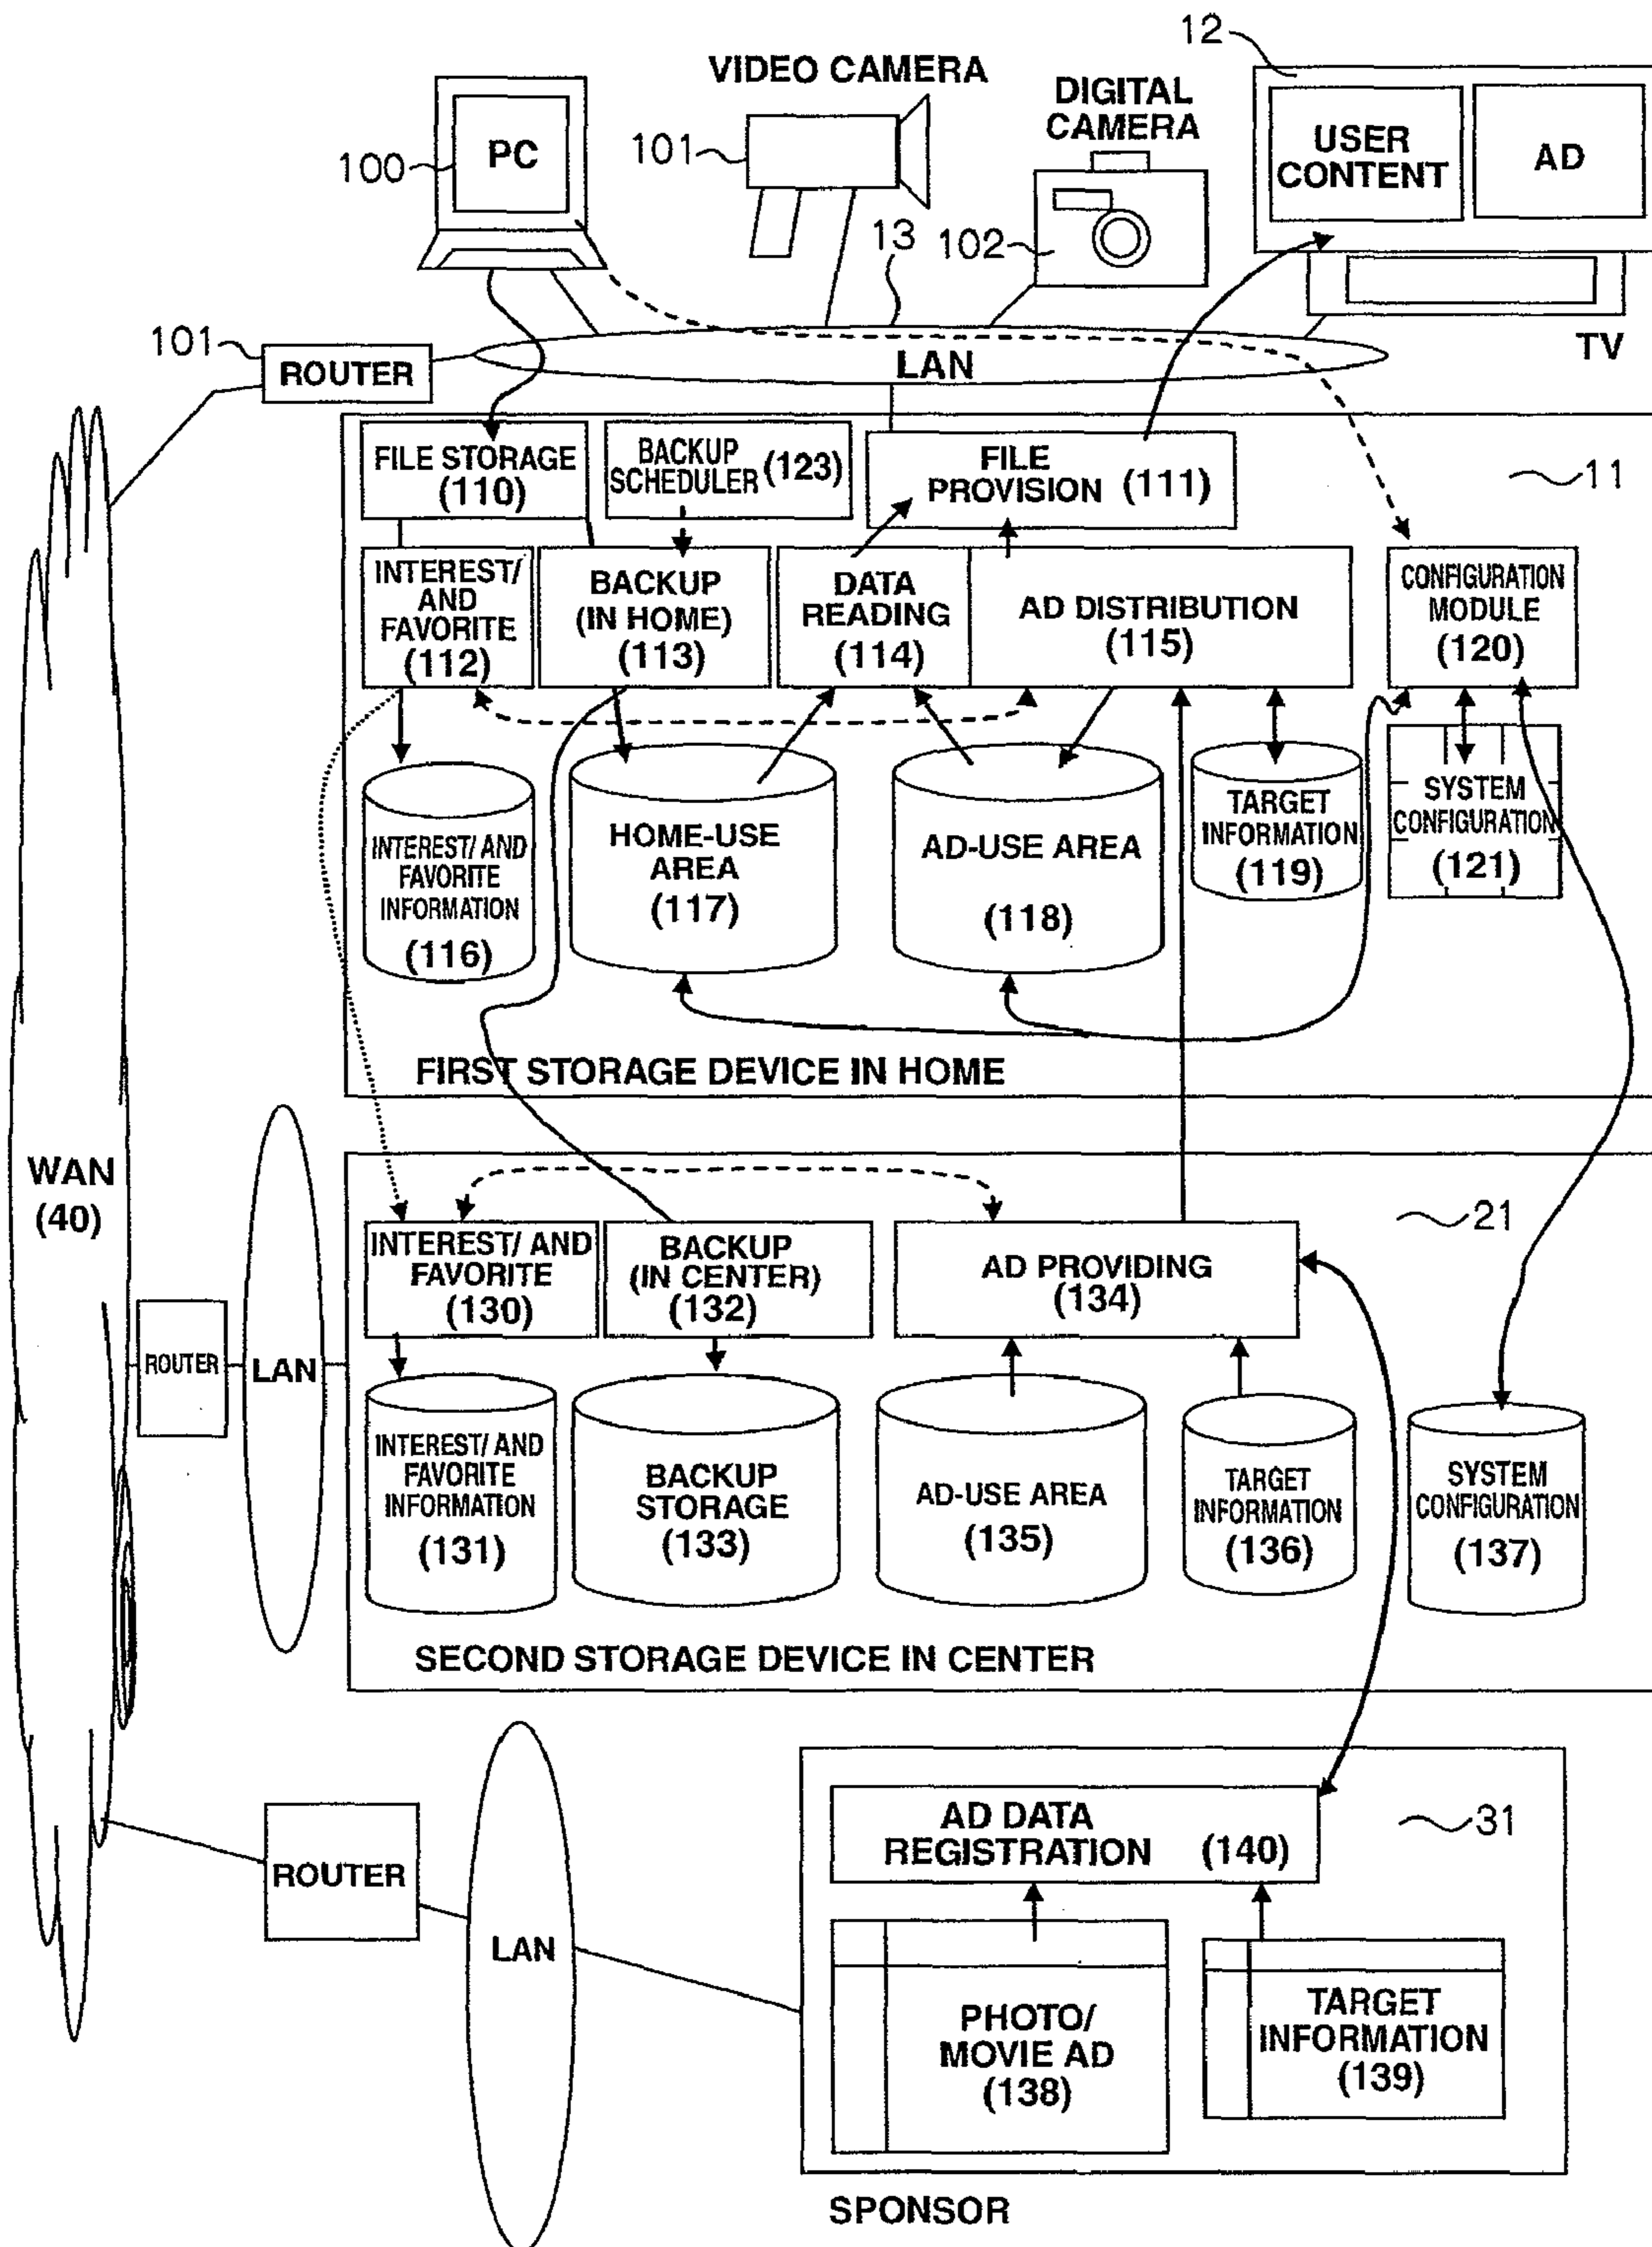 12
VIDEO CAMERA
DIGITAL
CAMERA
100
PC
101
102
13
USER
CONTENT
AD
TV
101
ROUTER
LAN
FILE STORAGE
(110)
BACKUP
SCHEDULER (123)
FILE
PROVISION (111)
11
INTEREST/
AND
FAVORITE
(112)
BACKUP
(IN HOME)
(113)
DATA
READING
(114)
AD DISTRIBUTION
(115)
CONFIGURATION
MODULE
(120)
INTEREST/ AND
FAVORITE
INFORMATION
(116)
HOME-USE
AREA
(117)
AD-USE AREA
(118)
TARGET
INFORMATION
(119)
SYSTEM
CONFIGURATION
(121)
FIRST STORAGE DEVICE IN HOME
WAN
(40)
ROUTER
LAN
21
INTEREST/ AND
FAVORITE
(130)
BACKUP
(IN CENTER)
(132)
AD PROVIDING
(134)
INTEREST/ AND
FAVORITE
INFORMATION
(131)
BACKUP
STORAGE
(133)
AD-USE AREA
(135)
TARGET
INFORMATION
(136)
SYSTEM
CONFIGURATION
(137)
SECOND STORAGE DEVICE IN CENTER
ROUTER
LAN
AD DATA
REGISTRATION (140)
31
PHOTO/
MOVIE AD
(138)
TARGET
INFORMATION
(139)
SPONSOR